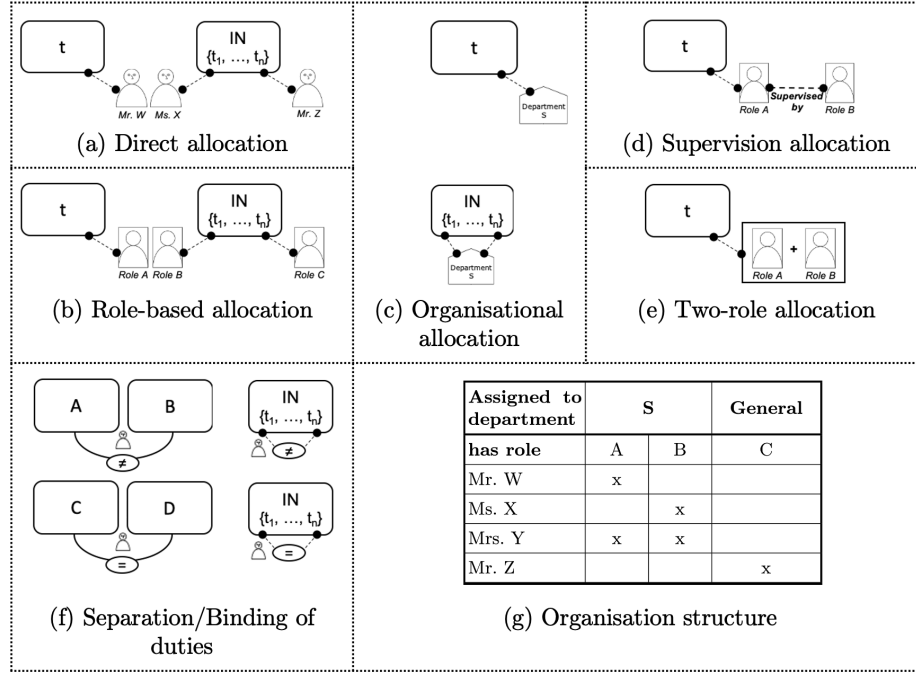 t
IN
{t1, ..., tn}
Mr. W
Ms. X
Mr. Z
(a) Direct allocation
t
Department
S
t
Role A
Supervised
by
Role B
(d) Supervision allocation
t
IN
{t1, ..., tn}
Role A
Role B
Role C
(b) Role-based allocation
IN
{t1, ..., tn}
Department
S
(c) Organisational
allocation
t
+
Role A
Role B
(e) Two-role allocation
A
B
≠
IN
{t1, ..., tn}
≠
C
D
=
IN
{t1, ..., tn}
=
(f) Separation/Binding of
duties
Assigned to
department
S
General
has role A B C
Mr. W x
Ms. X x
Mrs. Y x x
Mr. Z x
(g) Organisation structure